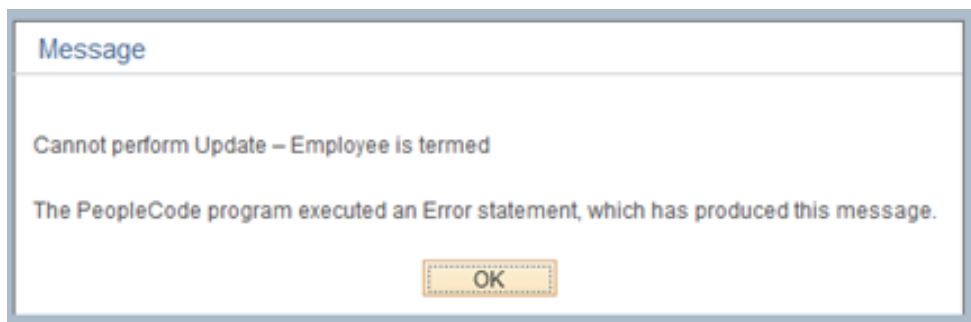 Message
Cannot perform Update – Employee is termed
The PeopleCode program executed an Error statement, which has produced this message.
OK